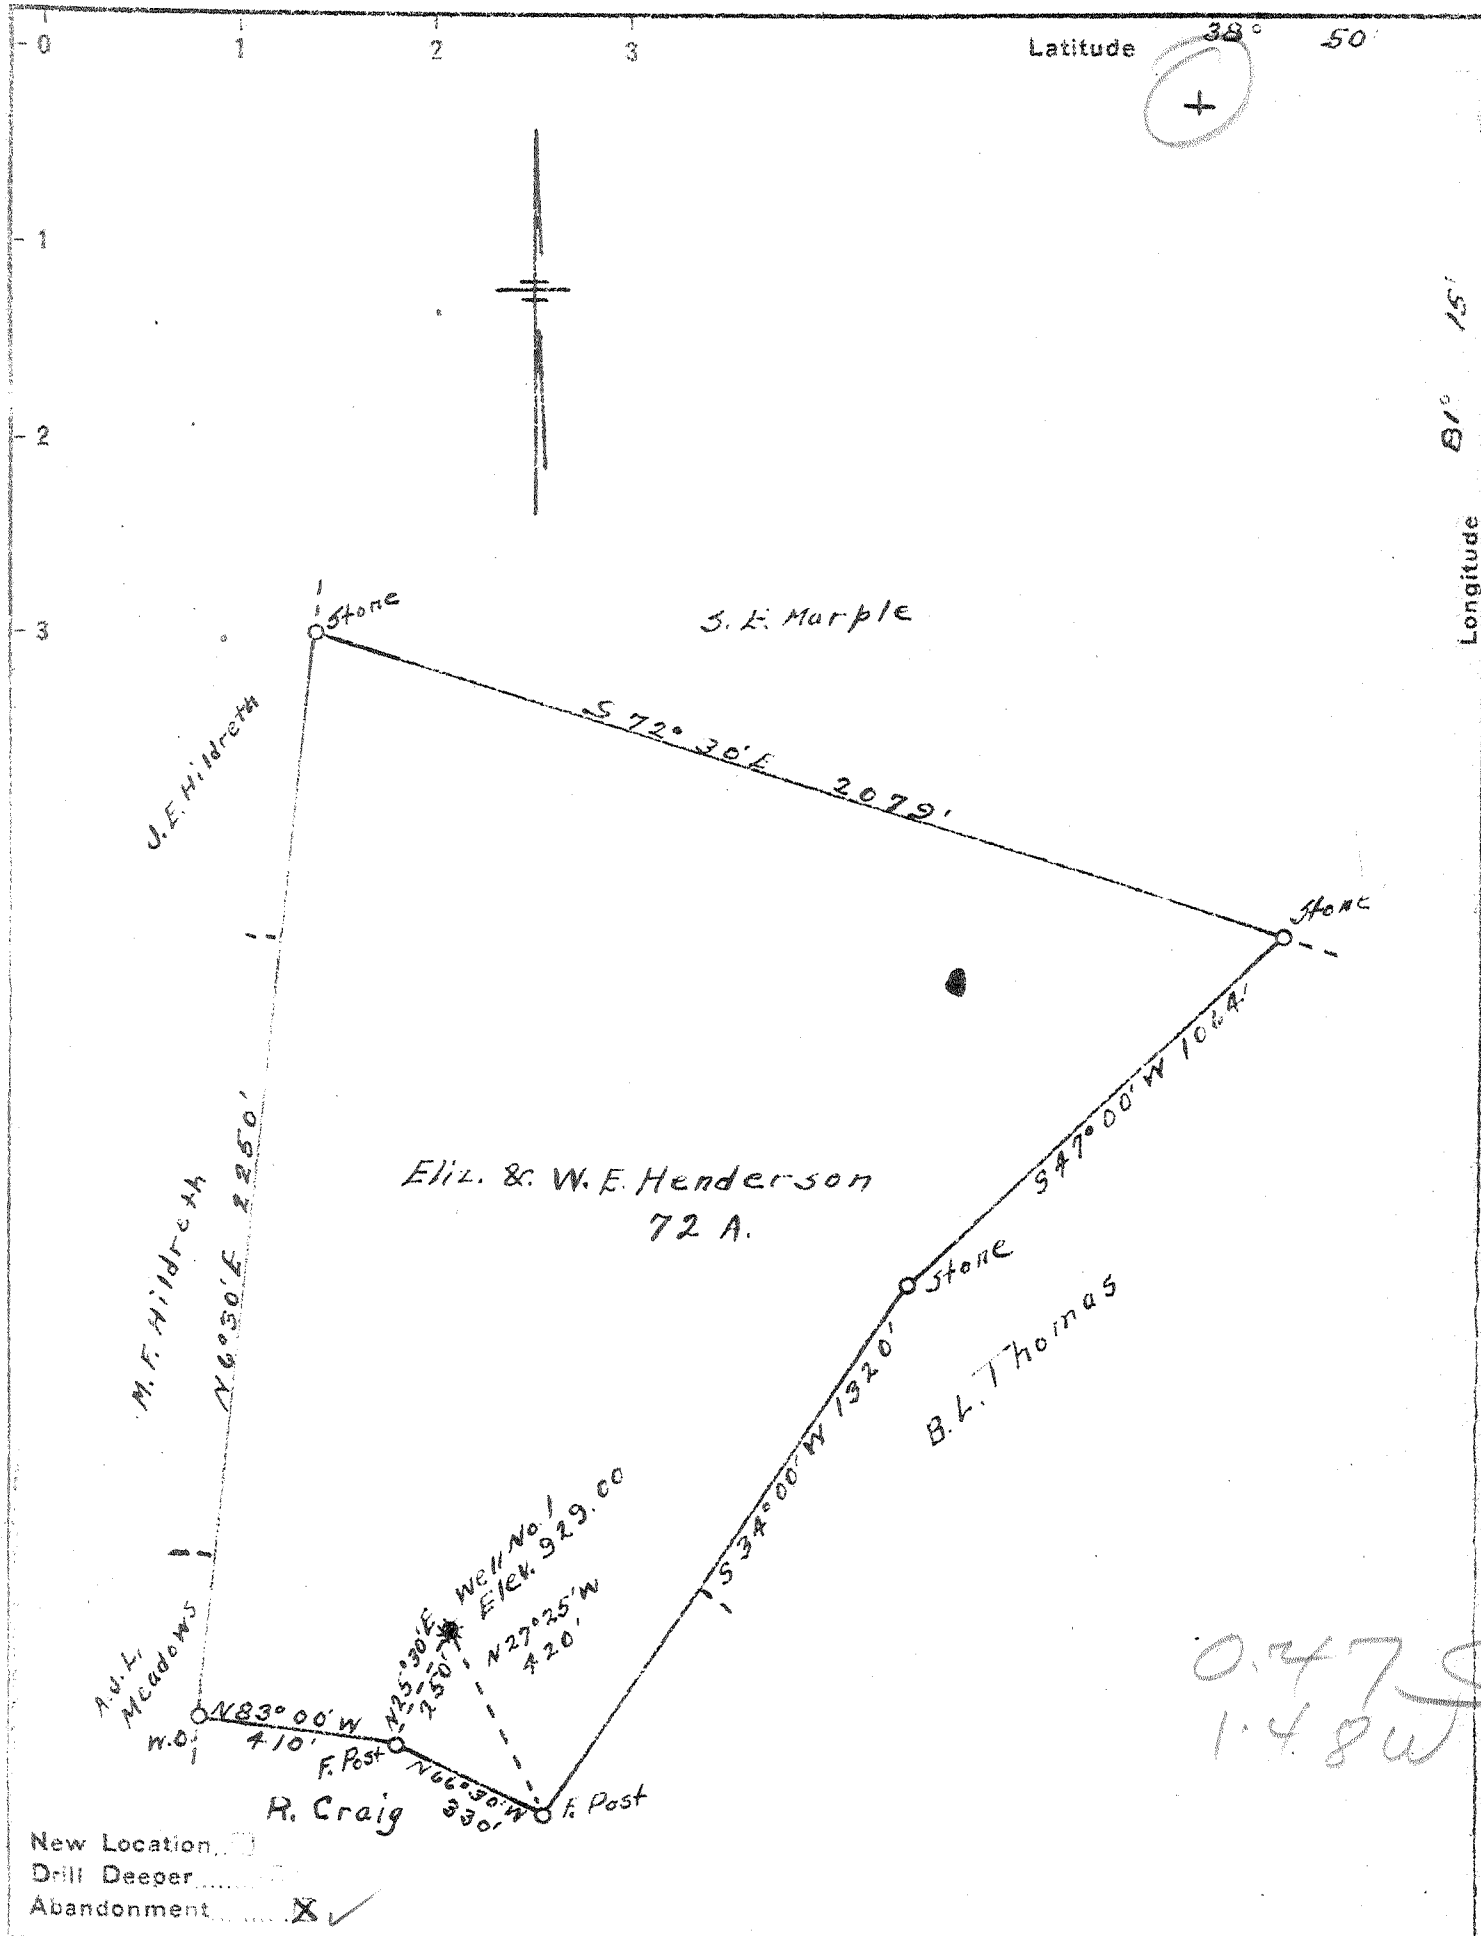 0 1 2 3 Latitude 38° 50'
+
1
2
3
Longitude 81° 15'
Stone
S. E. Marple
J. E. Hildreth
S 72° 30' E 2079'
Stone
S 47° 00' W 1064'
M. F. Hildreth
N 6° 30' E 2250'
Eliz. & W. E. Henderson
72 A.
Stone
B. L. Thomas
S 34° 00' W 1320'
Well No. 1
Elev. 929.00
N 25° 30' E
250'
N 27° 25' W
420'
A. J. L.
Meadows
W.O.
N 83° 00' W
410'
F. Post
N 66° 30' W
330'
F. Post
R. Craig
0.47 S
1.48 W
New Location
Drill Deeper
Abandonment X ✓